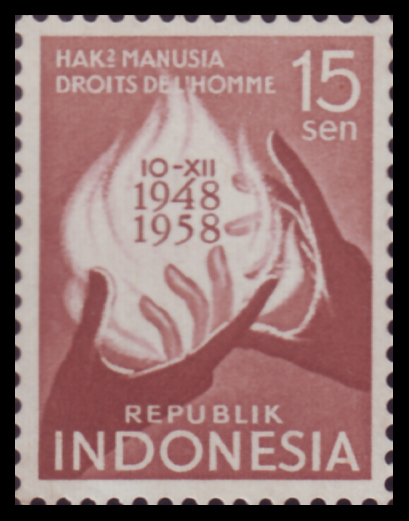 HAK2 MANUSIA
DROITS DE L'HOMME
15
sen
10-XII
1948
1958
REPUBLIK
INDONESIA